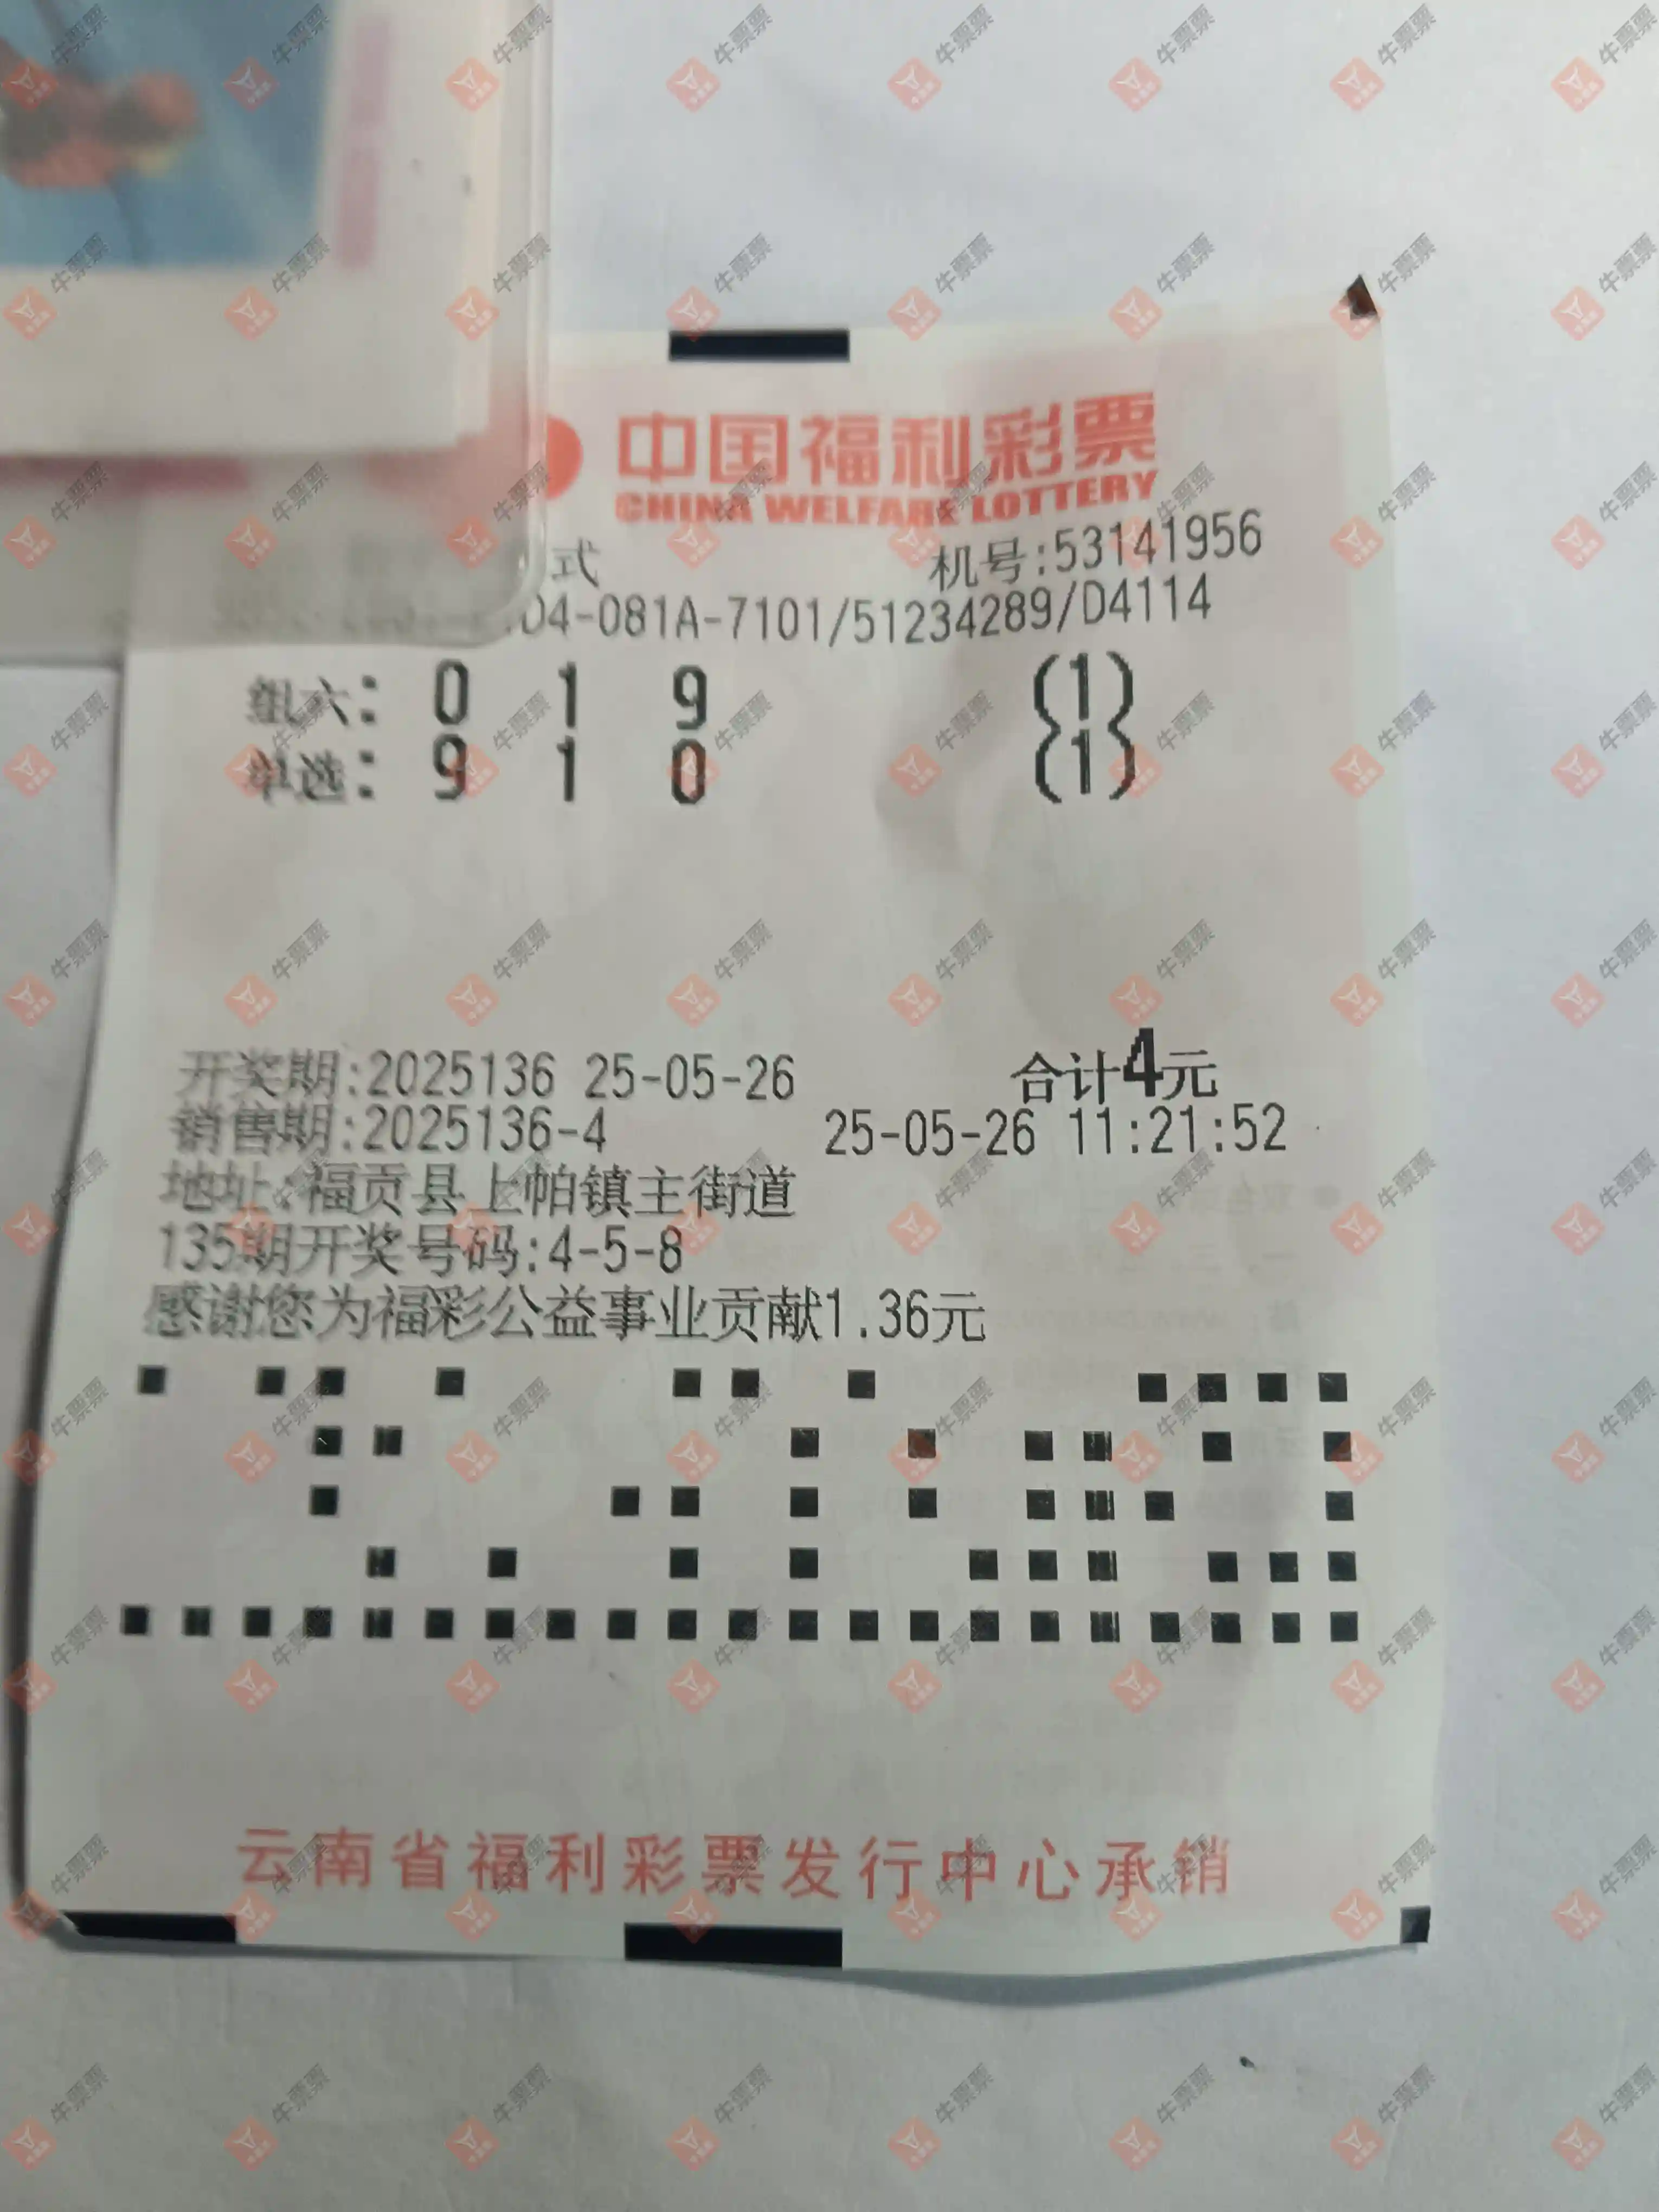 中国福利彩票
CHINA WELFARE LOTTERY
式 机号:53141956
D4-081A-7101/51234289/D4114
组六: 0 1 9 (1)
单选: 9 1 0 (1)
开奖期:2025136 25-05-26 合计4元
销售期:2025136-4 25-05-26 11:21:52
地址:福贡县上帕镇主街道
135期开奖号码:4-5-8
感谢您为福彩公益事业贡献1.36元
云南省福利彩票发行中心承销
牛票票